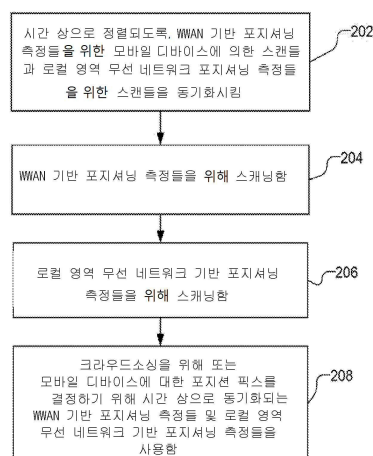 시간 상으로 정렬되도록, WWAN 기반 포지셔닝
측정들을 위한 모바일 디바이스에 의한 스캔들
과 로컬 영역 무선 네트워크 포지셔닝 측정들
을 위한 스캔들을 동기화시킴
202
WWAN 기반 포지셔닝 측정들을 위해 스캐닝함
204
로컬 영역 무선 네트워크 기반 포지셔닝
측정들을 위해 스캐닝함
206
크라우드소싱을 위해 또는
모바일 디바이스에 대한 포지션 픽스를
결정하기 위해 시간 상으로 동기화되는
WWAN 기반 포지셔닝 측정들 및 로컬 영역
무선 네트워크 기반 포지셔닝 측정들을
사용함
208